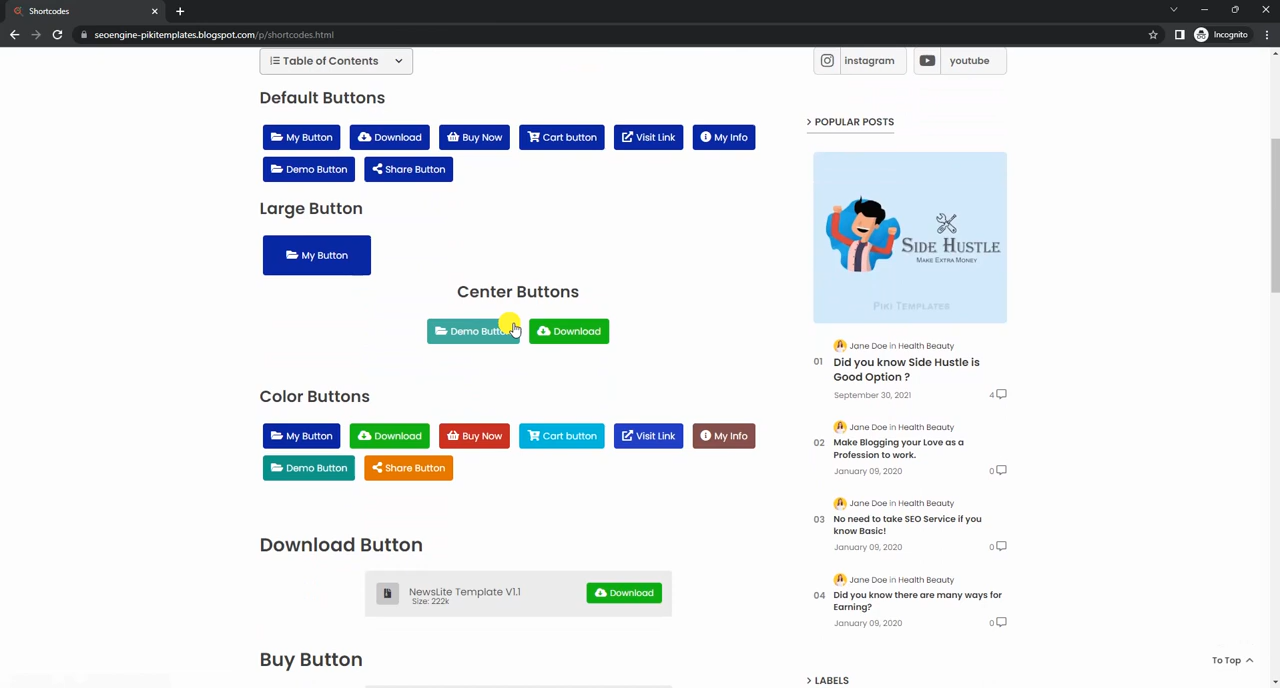 Shortcodes
seoengine-pikitemplates.blogspot.com/p/shortcodes.html
Incognito
Table of Contents
Default Buttons
My Button
Download
Buy Now
Cart button
Visit Link
My Info
Demo Button
Share Button
Large Button
My Button
Center Buttons
Demo Button
Download
Color Buttons
My Button
Download
Buy Now
Cart button
Visit Link
My Info
Demo Button
Share Button
Download Button
NewsLite Template V1.1
Size: 222k
Download
Buy Button
instagram
youtube
POPULAR POSTS
SIDE HUSTLE
MAKE EXTRA MONEY
PIKI TEMPLATES
Jane Doe in Health Beauty
01
Did you know Side Hustle is
Good Option ?
September 30, 2021
4
Jane Doe in Health Beauty
02
Make Blogging your Love as a
Profession to work.
January 09, 2020
0
Jane Doe in Health Beauty
03
No need to take SEO Service if you
know Basic!
January 09, 2020
0
Jane Doe in Health Beauty
04
Did you know there are many ways for
Earning?
January 09, 2020
0
To Top
LABELS